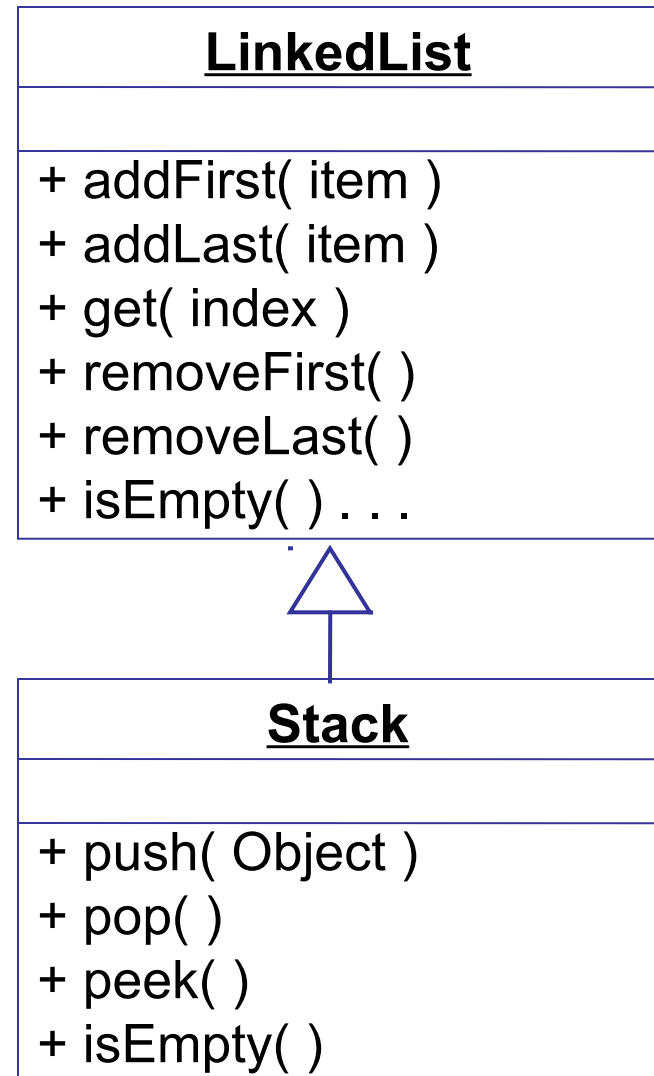 LinkedList
+ addFirst( item )
+ addLast( item )
+ get( index )
+ removeFirst( )
+ removeLast( )
+ isEmpty( ) . . .
Stack
+ push( Object )
+ pop( )
+ peek( )
+ isEmpty( )